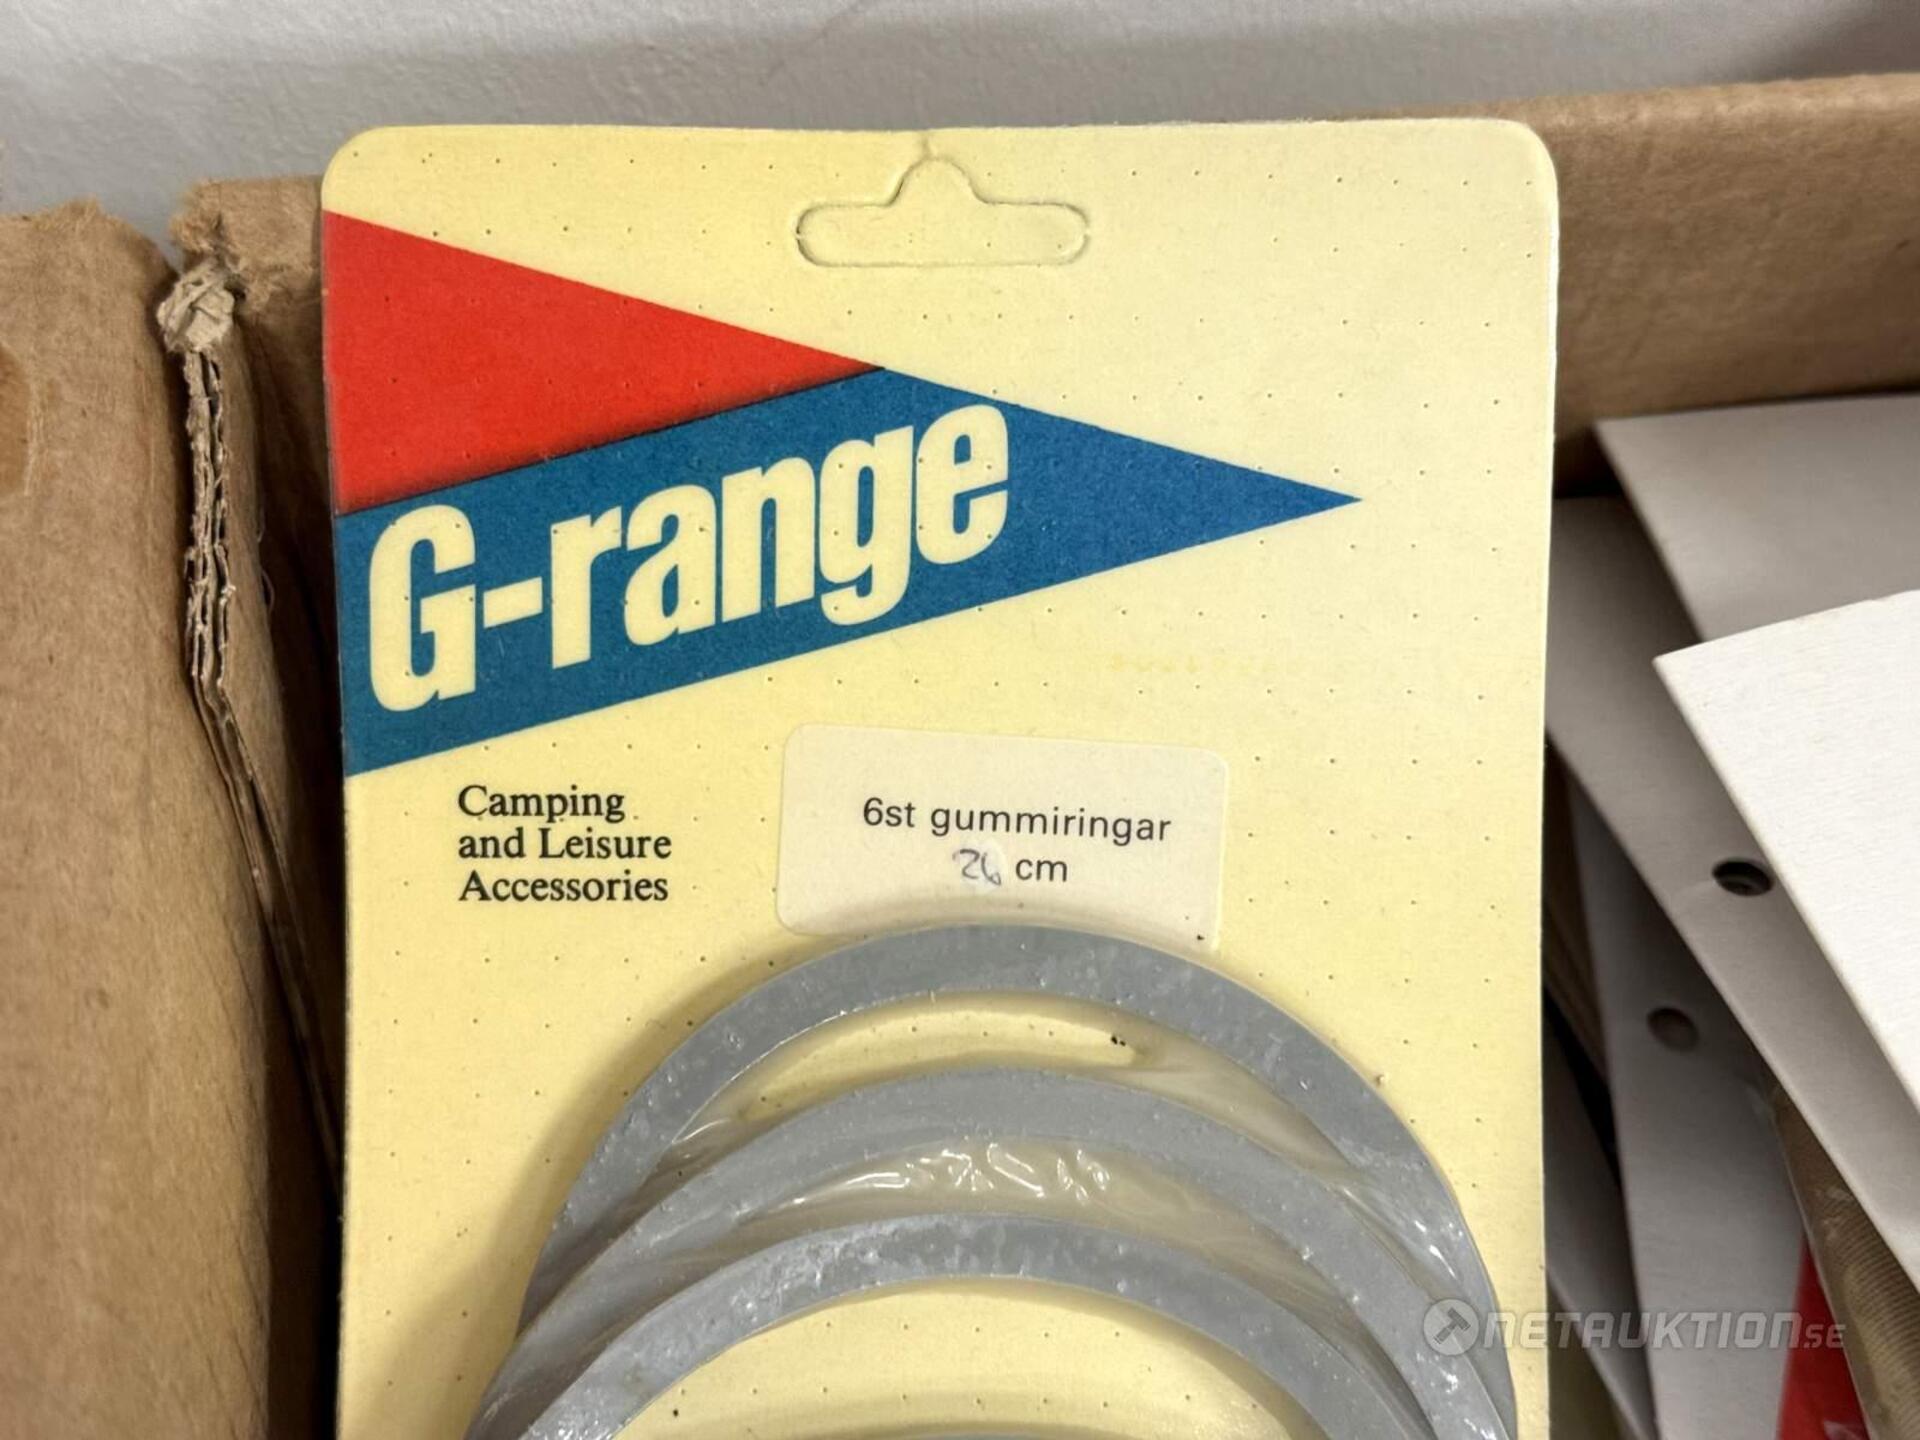 G-range
Camping
and Leisure
Accessories
6st gummiringar
26 cm
NETAUKTION.SE